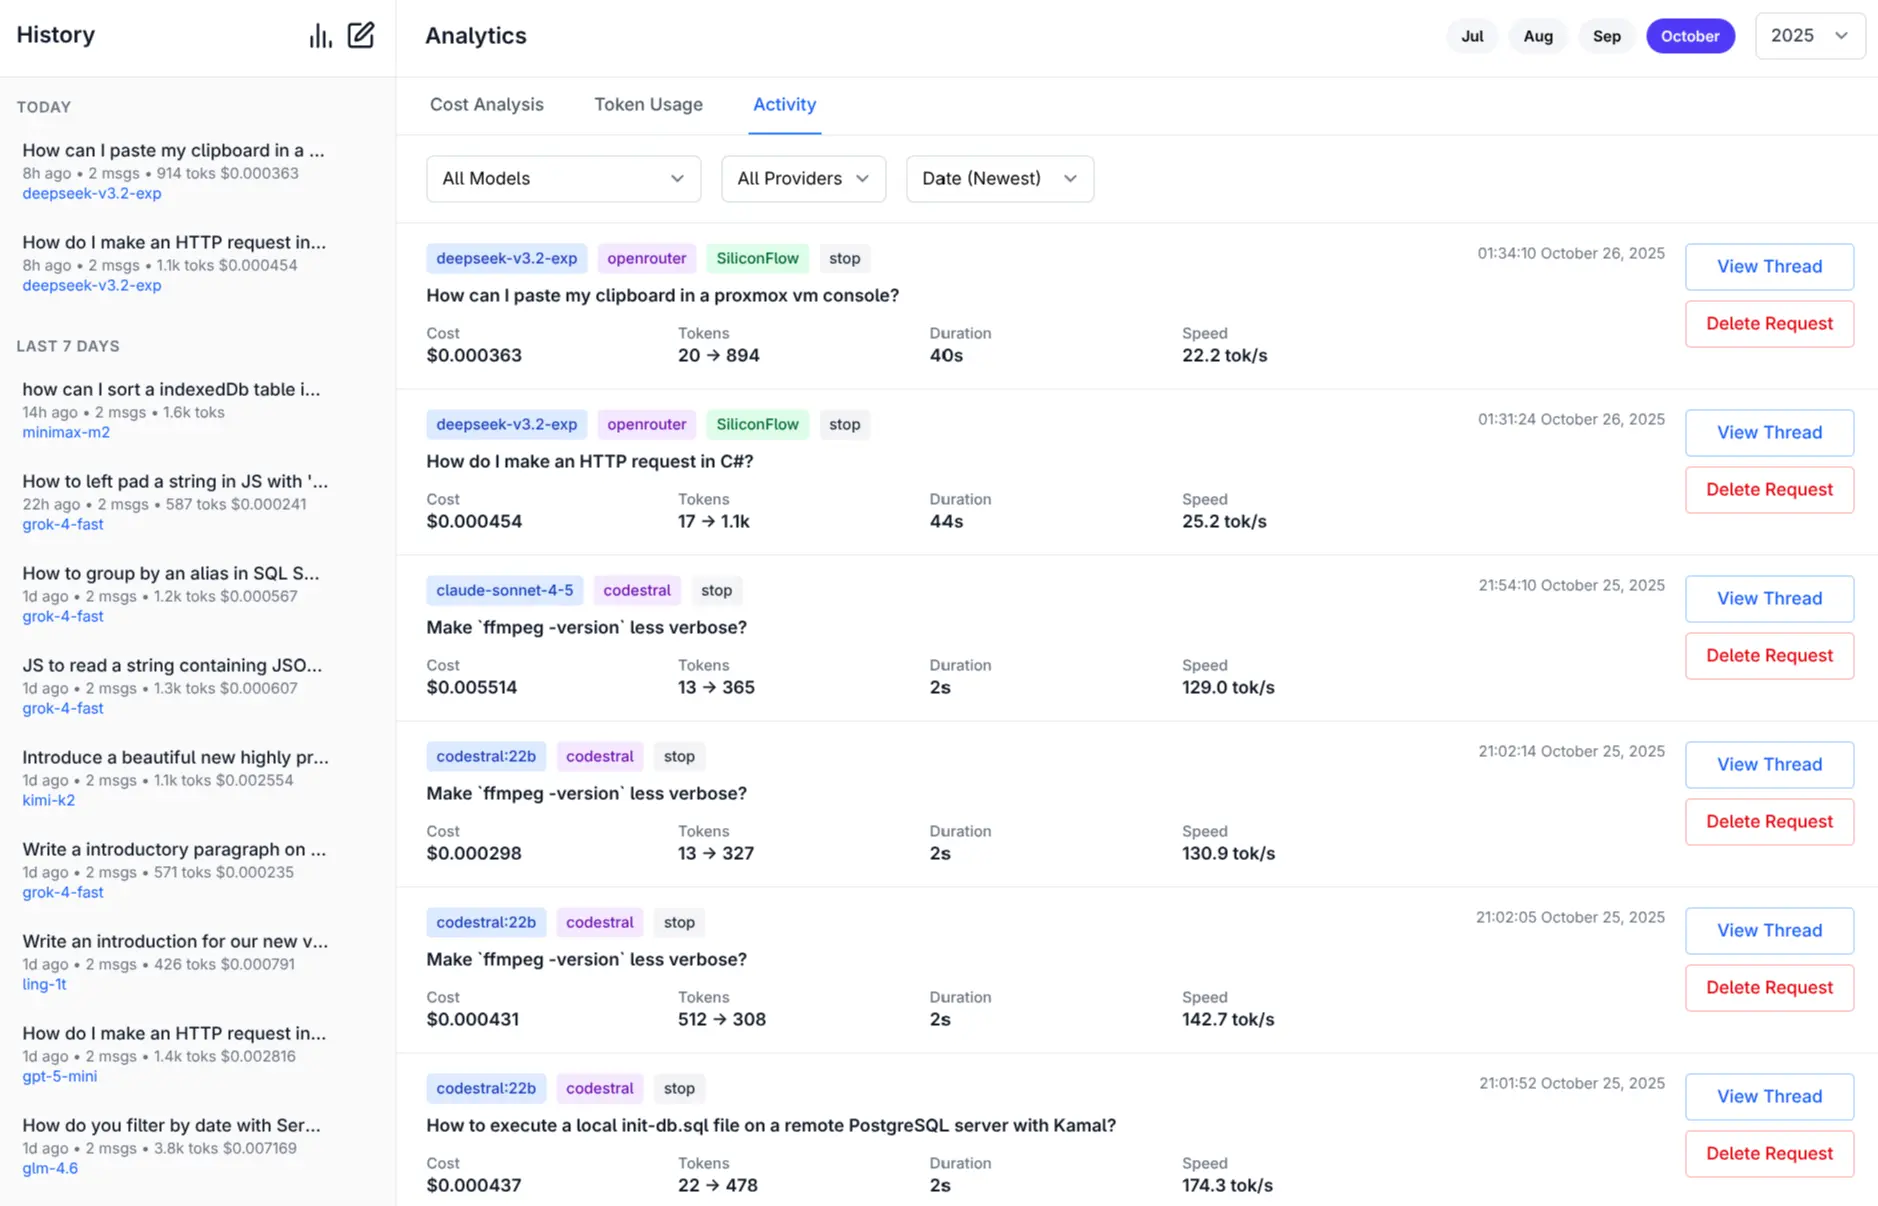 History
TODAY
How can I paste my clipboard in a ...
8h ago • 2 msgs • 914 toks $0.000363
deepseek-v3.2-exp
How do I make an HTTP request in...
8h ago • 2 msgs • 1.1k toks $0.000454
deepseek-v3.2-exp
LAST 7 DAYS
how can I sort a indexedDb table i...
14h ago • 2 msgs • 1.6k toks
minimax-m2
How to left pad a string in JS with '...
22h ago • 2 msgs • 587 toks $0.000241
grok-4-fast
How to group by an alias in SQL S...
1d ago • 2 msgs • 1.2k toks $0.000567
grok-4-fast
JS to read a string containing JSO...
1d ago • 2 msgs • 1.3k toks $0.000607
grok-4-fast
Introduce a beautiful new highly pr...
1d ago • 2 msgs • 1.1k toks $0.002554
kimi-k2
Write a introductory paragraph on ...
1d ago • 2 msgs • 571 toks $0.000235
grok-4-fast
Write an introduction for our new v...
1d ago • 2 msgs • 426 toks $0.000791
ling-1t
How do I make an HTTP request in...
1d ago • 2 msgs • 1.4k toks $0.002816
gpt-5-mini
How do you filter by date with Ser...
1d ago • 2 msgs • 3.8k toks $0.007169
glm-4.6
Analytics
Jul Aug Sep October 2025
Cost Analysis Token Usage Activity
All Models All Providers Date (Newest)
deepseek-v3.2-exp openrouter SiliconFlow stop 01:34:10 October 26, 2025 View Thread
How can I paste my clipboard in a proxmox vm console?
Delete Request
Cost Tokens Duration Speed
$0.000363 20 → 894 40s 22.2 tok/s
deepseek-v3.2-exp openrouter SiliconFlow stop 01:31:24 October 26, 2025 View Thread
How do I make an HTTP request in C#?
Delete Request
Cost Tokens Duration Speed
$0.000454 17 → 1.1k 44s 25.2 tok/s
claude-sonnet-4-5 codestral stop 21:54:10 October 25, 2025 View Thread
Make `ffmpeg -version` less verbose?
Delete Request
Cost Tokens Duration Speed
$0.005514 13 → 365 2s 129.0 tok/s
codestral:22b codestral stop 21:02:14 October 25, 2025 View Thread
Make `ffmpeg -version` less verbose?
Delete Request
Cost Tokens Duration Speed
$0.000298 13 → 327 2s 130.9 tok/s
codestral:22b codestral stop 21:02:05 October 25, 2025 View Thread
Make `ffmpeg -version` less verbose?
Delete Request
Cost Tokens Duration Speed
$0.000431 512 → 308 2s 142.7 tok/s
codestral:22b codestral stop 21:01:52 October 25, 2025 View Thread
How to execute a local init-db.sql file on a remote PostgreSQL server with Kamal?
Delete Request
Cost Tokens Duration Speed
$0.000437 22 → 478 2s 174.3 tok/s